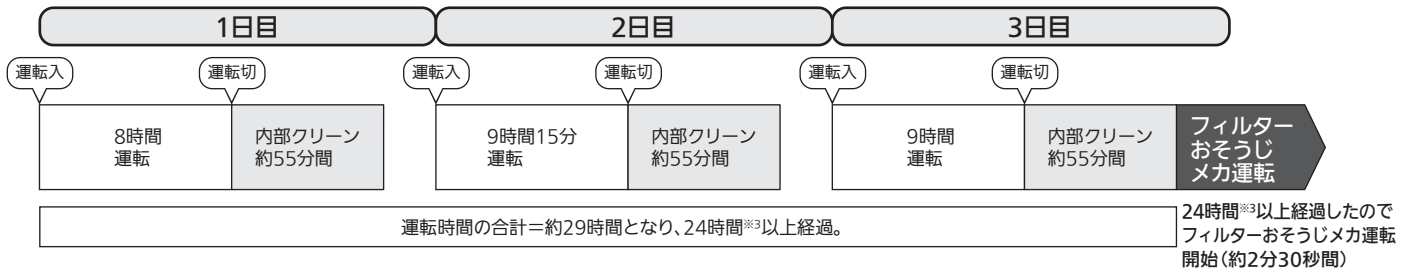 1日目
2日目
3日目
運転入
運転切
運転入
運転切
運転入
運転切
8時間
運転
内部クリーン
約55分間
9時間15分
運転
内部クリーン
約55分間
9時間
運転
内部クリーン
約55分間
フィルター
おそうじ
メカ運転
運転時間の合計＝約29時間となり、24時間※3以上経過。
24時間※3以上経過したので
フィルターおそうじメカ運転
開始（約2分30秒間）